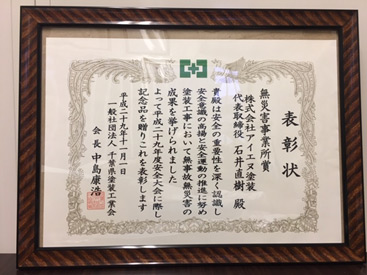 表彰状
無災害事業所賞
株式会社アイエヌ塗装
代表取締役 石井直樹 殿
貴殿は安全の重要性を深く認識し
安全意識の高揚と安全運動の推進に努め
塗装工事において無事故無災害の
成果を挙げられました
よって平成二十九年度安全大会に際し
記念品を贈りこれを表彰します
平成二十九年十一月一日
一般社団法人 千葉県塗装工業会
会長 中島康浩